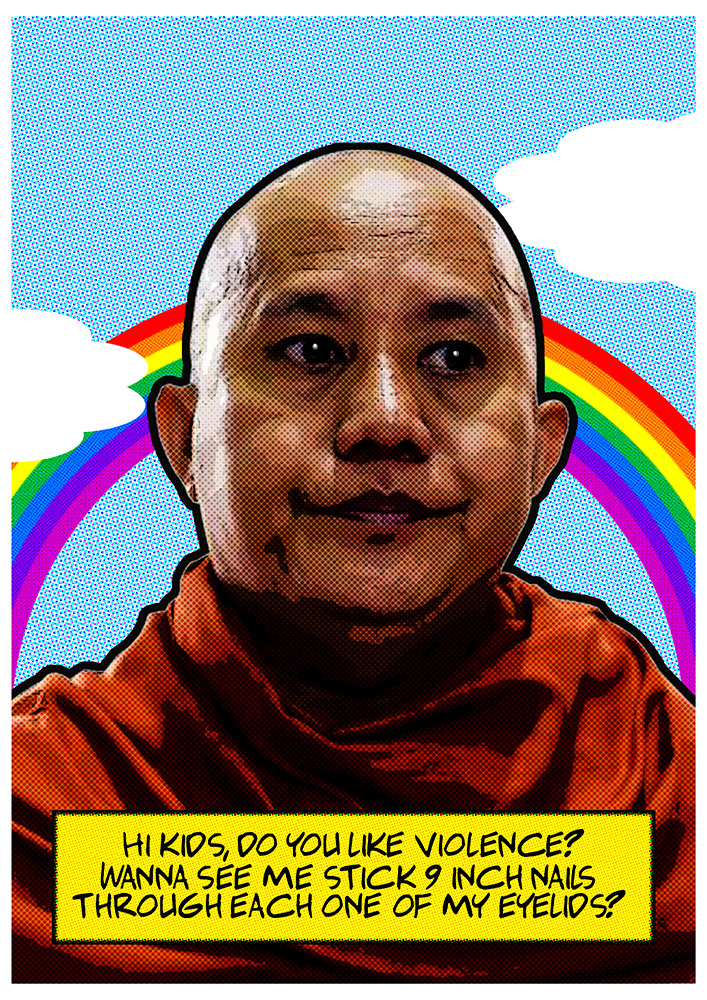 HI KIDS, DO YOU LIKE VIOLENCE?
WANNA SEE ME STICK 9 INCH NAILS
THROUGH EACH ONE OF MY EYELIDS?